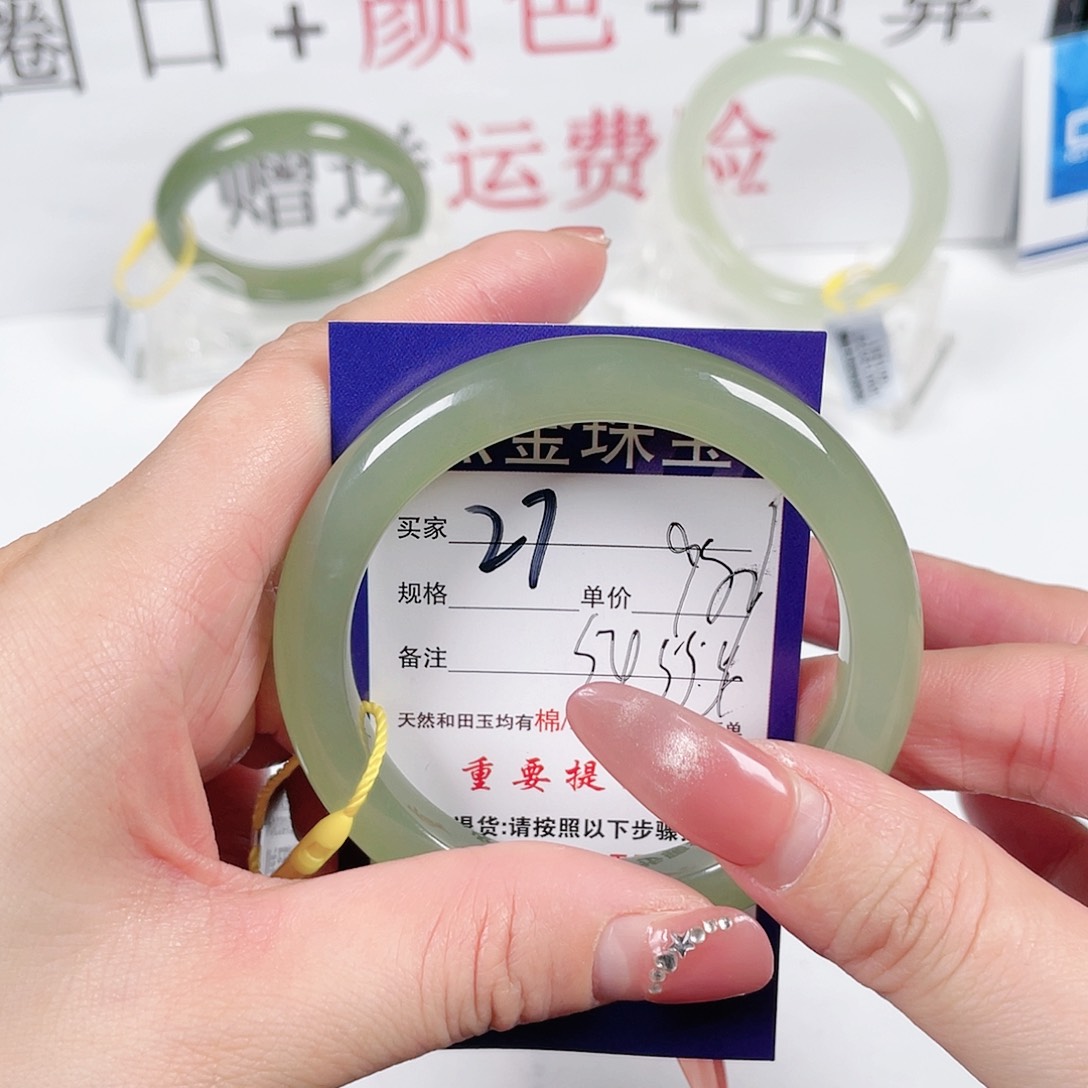 圈口+颜色+预算
赠送运费险
金珠宝
买家 27
规格 单价
备注
天然和田玉均有棉
重要提
退货:请按照以下步骤